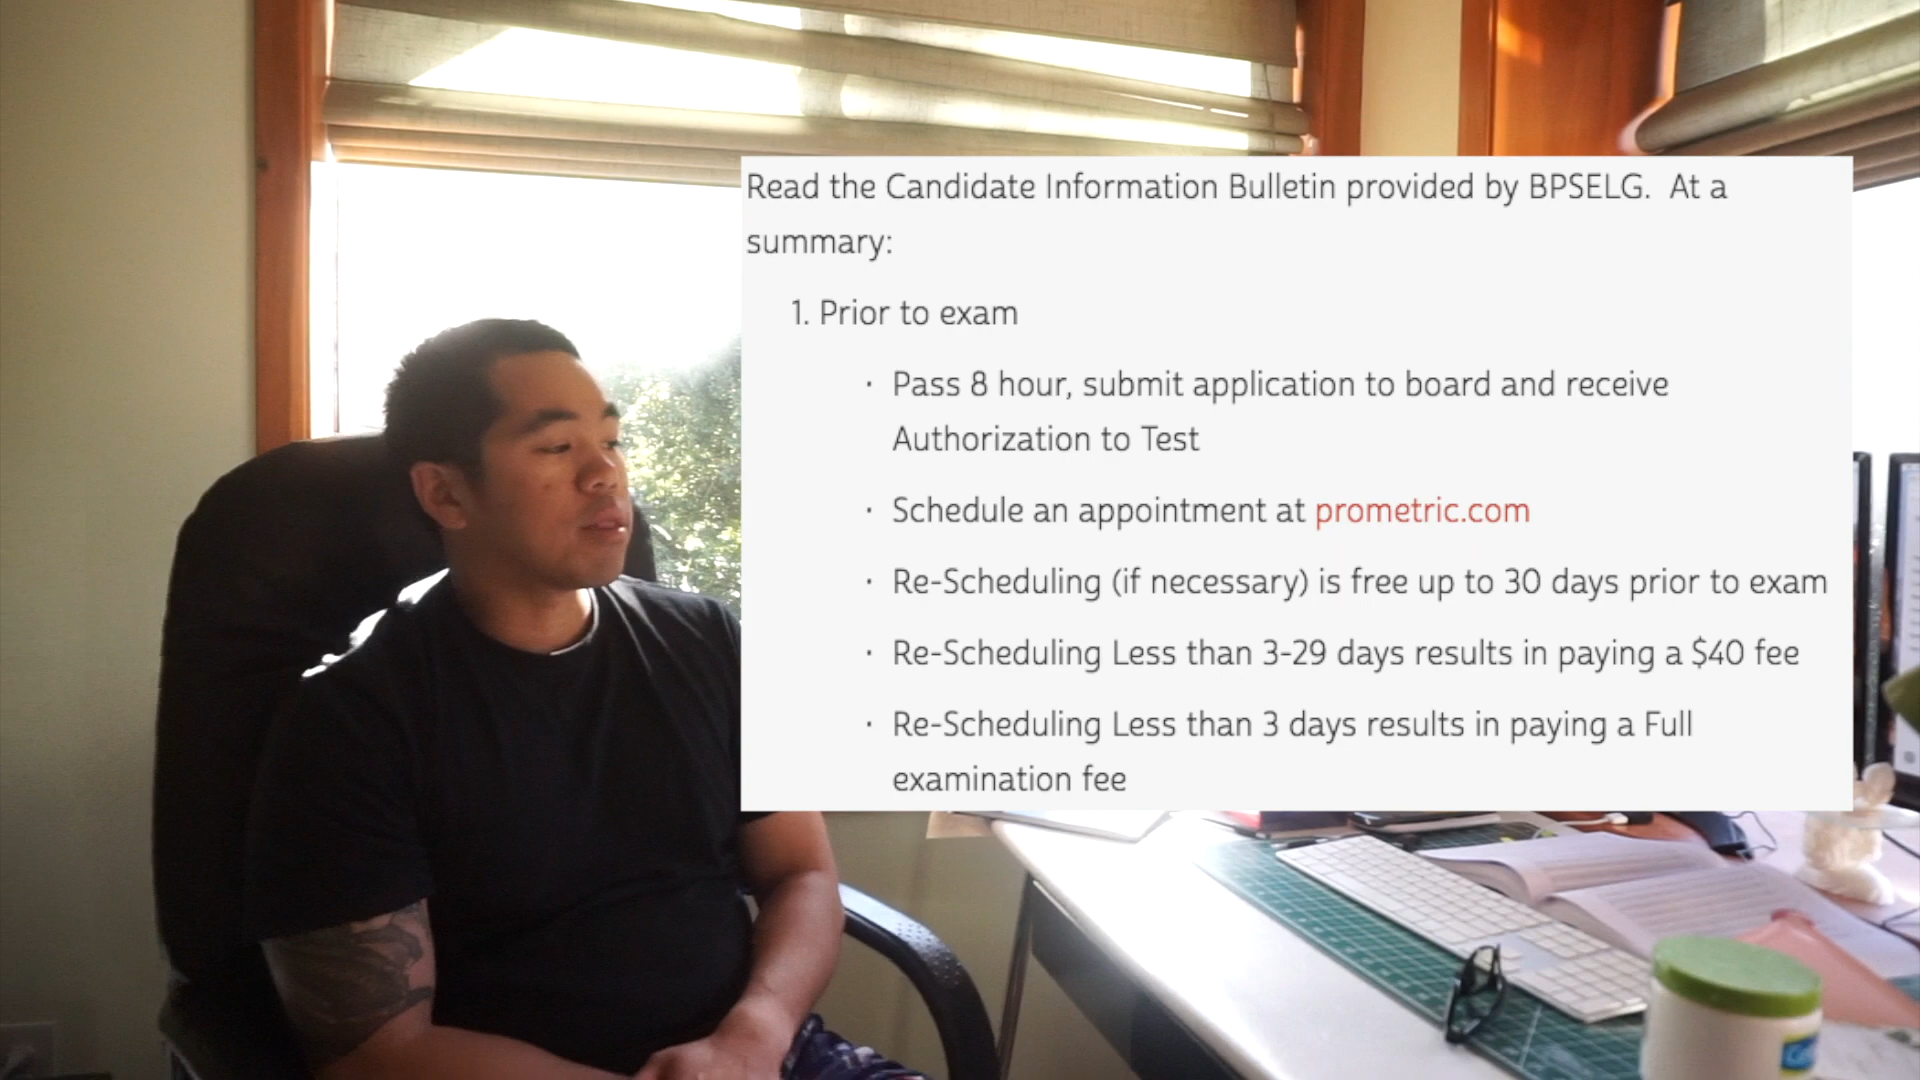 Read the Candidate Information Bulletin provided by BPSELG. At a
summary:
1. Prior to exam
· Pass 8 hour, submit application to board and receive
Authorization to Test
· Schedule an appointment at prometric.com
· Re-Scheduling (if necessary) is free up to 30 days prior to exam
· Re-Scheduling Less than 3-29 days results in paying a $40 fee
· Re-Scheduling Less than 3 days results in paying a Full
examination fee